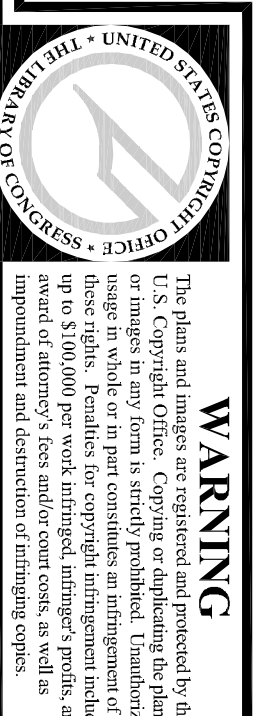 UNITED STATES COPYRIGHT OFFICE * THE LIBRARY OF CONGRESS *
WARNING
The plans and images are registered and protected by
U.S. Copyright Office. Copying or duplicating the
or images in any form is strictly prohibited.
usage in whole or in part constitutes an infringement of
these rights. Penalties for copyright infringement
up to $100,000 per work infringed, infringer's profits,
award of attorney's fees and/or court costs, as well as
impoundment and destruction of infringing copies.